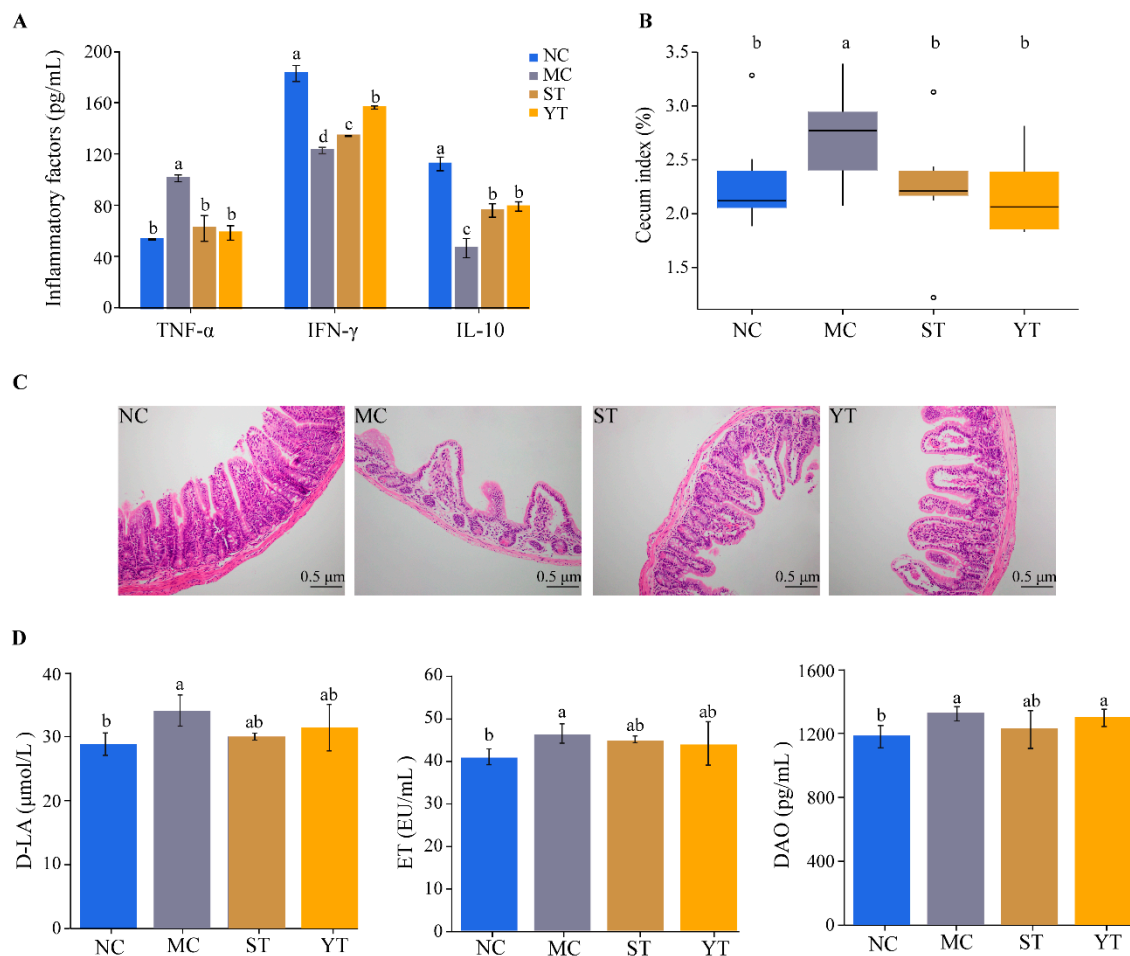 A
Inflammatory factors (pg/mL)
200
160
120
80
40
0
a
b
b
b
a
d
c
b
a
c
b
b
NC
MC
ST
YT
TNF-α
IFN-γ
IL-10
B
Cecum index (%)
3.5
3.0
2.5
2.0
1.5
b
a
b
b
NC
MC
ST
YT
C
NC
0.5 μm
MC
0.5 μm
ST
0.5 μm
YT
0.5 μm
D
D-LA (μmol/L )
40
30
20
10
0
b
a
ab
ab
NC
MC
ST
YT
ET (EU/mL)
60
50
40
20
10
0
b
a
ab
ab
NC
MC
ST
YT
DAO (pg/mL)
1600
1200
800
400
0
b
a
ab
a
NC
MC
ST
YT